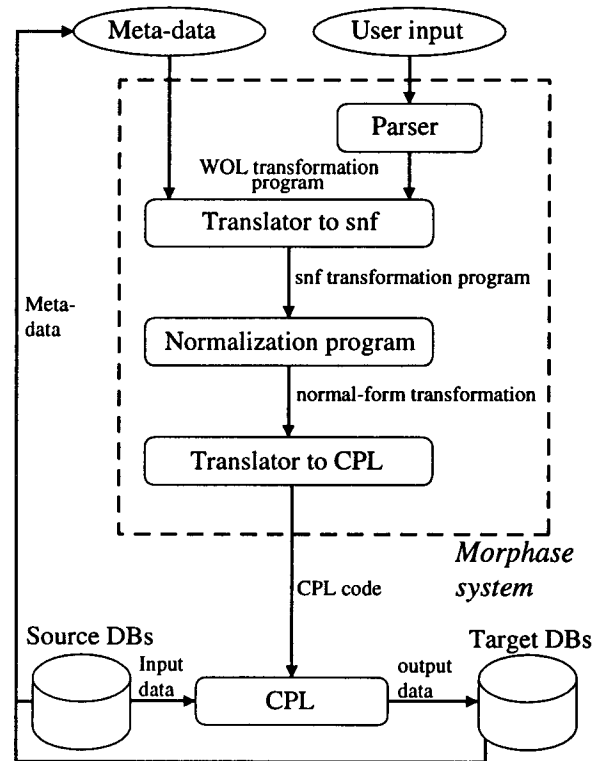 Meta-data
User input
Parser
WOL transformation
program
Translator to snf
snf transformation program
Meta-
data
Normalization program
normal-form transformation
Translator to CPL
Morphase
system
CPL code
Source DBs
Target DBs
Input
data
output
data
CPL